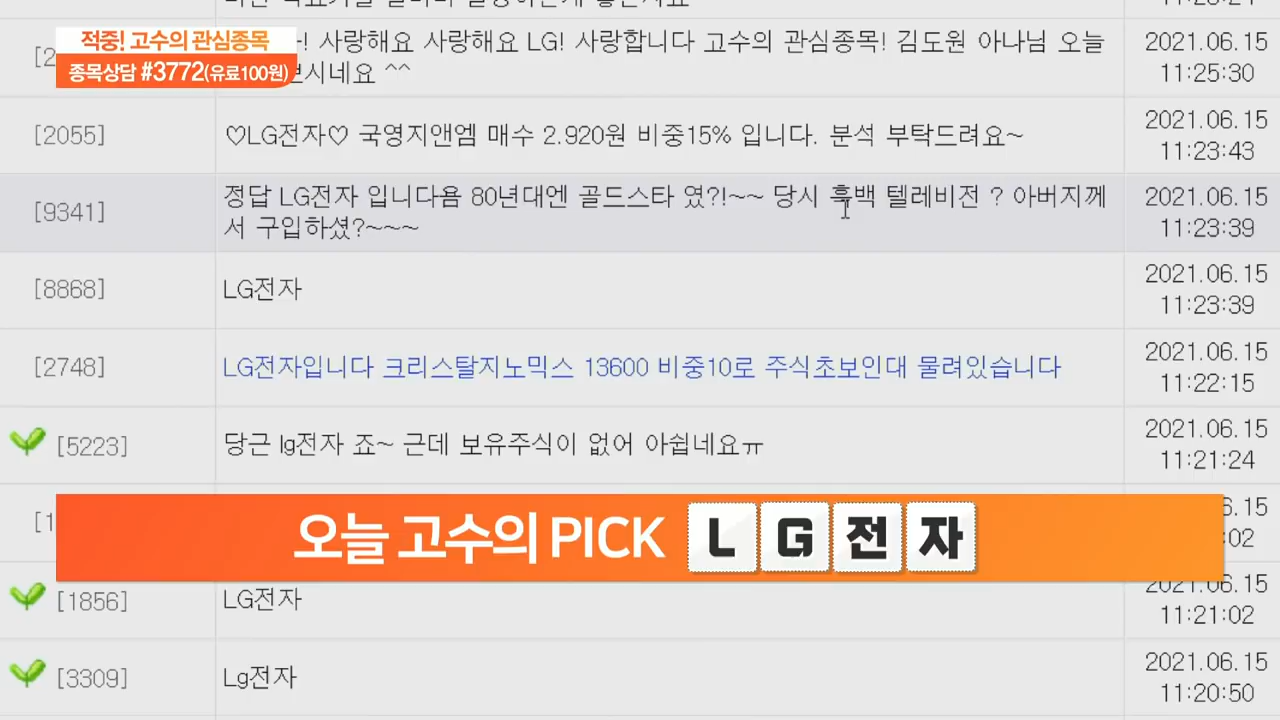 적중! 고수의 관심종목
종목상담 #3772(유료100원)
! 사랑해요 사랑해요 LG! 사랑합니다 고수의 관심종목! 김도원 아나님 오늘
보시네요 ^^
2021.06.15
11:25:30
[2055]
♡LG전자♡ 국영지앤엠 매수 2.920원 비중15% 입니다. 분석 부탁드려요~
2021.06.15
11:23:43
[9341]
정답 LG전자 입니다욤 80년대엔 골드스타 였?!~~ 당시 흑백 텔레비전 ? 아버지께
서 구입하셨?~~~
2021.06.15
11:23:39
[8868]
LG전자
2021.06.15
11:23:39
[2748]
LG전자입니다 크리스탈지노믹스 13600 비중10로 주식초보인대 물려있습니다
2021.06.15
11:22:15
[5223]
당근 lg전자 죠~ 근데 보유주식이 없어 아쉽네요ㅠ
2021.06.15
11:21:24
오늘 고수의 PICK LG전자
[1856]
LG전자
2021.06.15
11:21:02
[3309]
Lg전자
2021.06.15
11:20:50